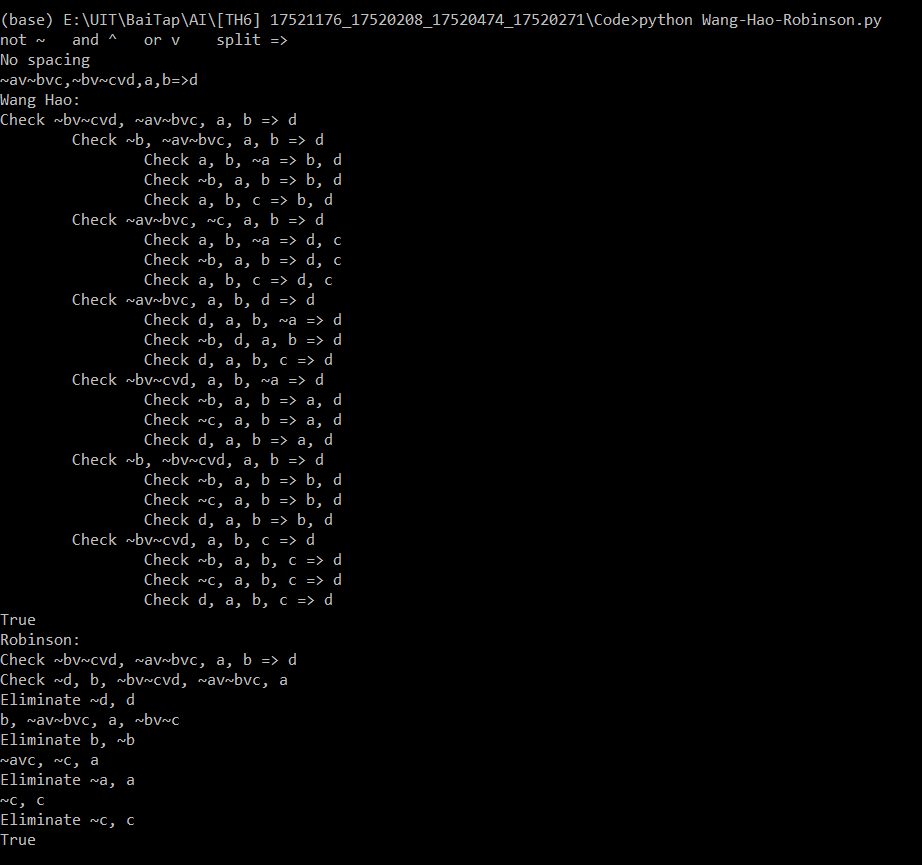 (base) E:\UIT\BaiTap\AI\[TH6] 17521176_17520208_17520474_17520271\Code>python Wang-Hao-Robinson.py
not ~   and ^   or v    split =>
No spacing
~av~bvc,~bv~cvd,a,b=>d
Wang Hao:
Check ~bv~cvd, ~av~bvc, a, b => d
        Check ~b, ~av~bvc, a, b => d
                Check a, b, ~a => b, d
                Check ~b, a, b => b, d
                Check a, b, c => b, d
        Check ~av~bvc, ~c, a, b => d
                Check a, b, ~a => d, c
                Check ~b, a, b => d, c
                Check a, b, c => d, c
        Check ~av~bvc, a, b, d => d
                Check d, a, b, ~a => d
                Check ~b, d, a, b => d
                Check d, a, b, c => d
        Check ~bv~cvd, a, b, ~a => d
                Check ~b, a, b => a, d
                Check ~c, a, b => a, d
                Check d, a, b => a, d
        Check ~b, ~bv~cvd, a, b => d
                Check ~b, a, b => b, d
                Check ~c, a, b => b, d
                Check d, a, b => b, d
        Check ~bv~cvd, a, b, c => d
                Check ~b, a, b, c => d
                Check ~c, a, b, c => d
                Check d, a, b, c => d
True
Robinson:
Check ~bv~cvd, ~av~bvc, a, b => d
Check ~d, b, ~bv~cvd, ~av~bvc, a
Eliminate ~d, d
b, ~av~bvc, a, ~bv~c
Eliminate b, ~b
~avc, ~c, a
Eliminate ~a, a
~c, c
Eliminate ~c, c
True